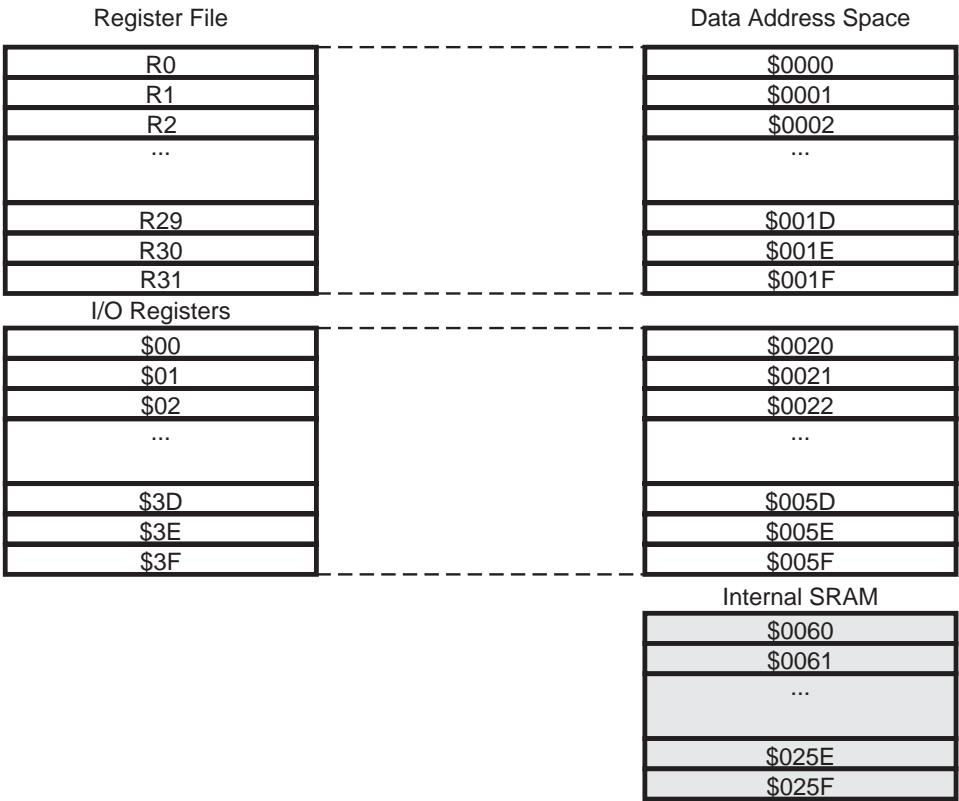 Register File Data Address Space
R0 $0000
R1 $0001
R2 $0002
... ...
R29 $001D
R30 $001E
R31 $001F
I/O Registers
$00 $0020
$01 $0021
$02 $0022
... ...
$3D $005D
$3E $005E
$3F $005F
Internal SRAM
$0060
$0061
...
$025E
$025F